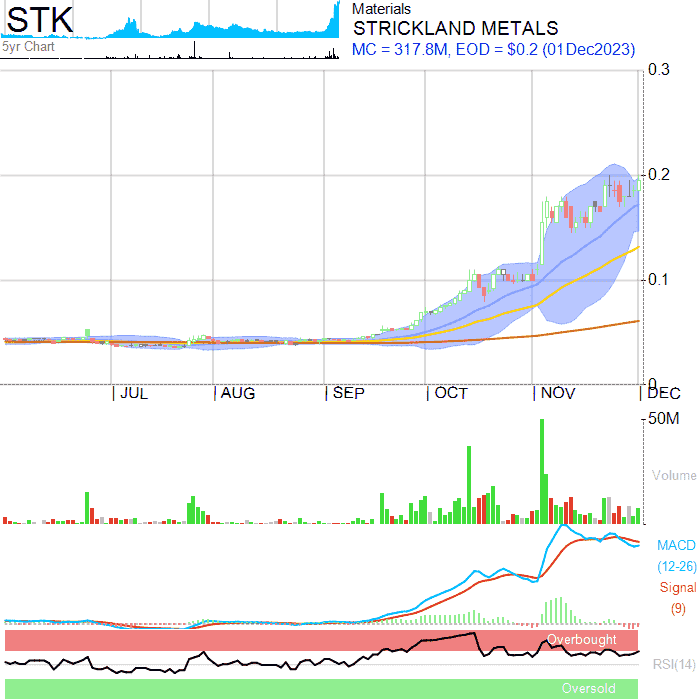 STK
5yr Chart
Materials
STRICKLAND METALS
MC = 317.8M, EOD = $0.2 (01Dec2023)
0.3
0.2
0.1
0
JUL
AUG
SEP
OCT
NOV
DEC
50M
Volume
MACD
(12-26)
Signal
(9)
Overbought
RSI(14)
Oversold